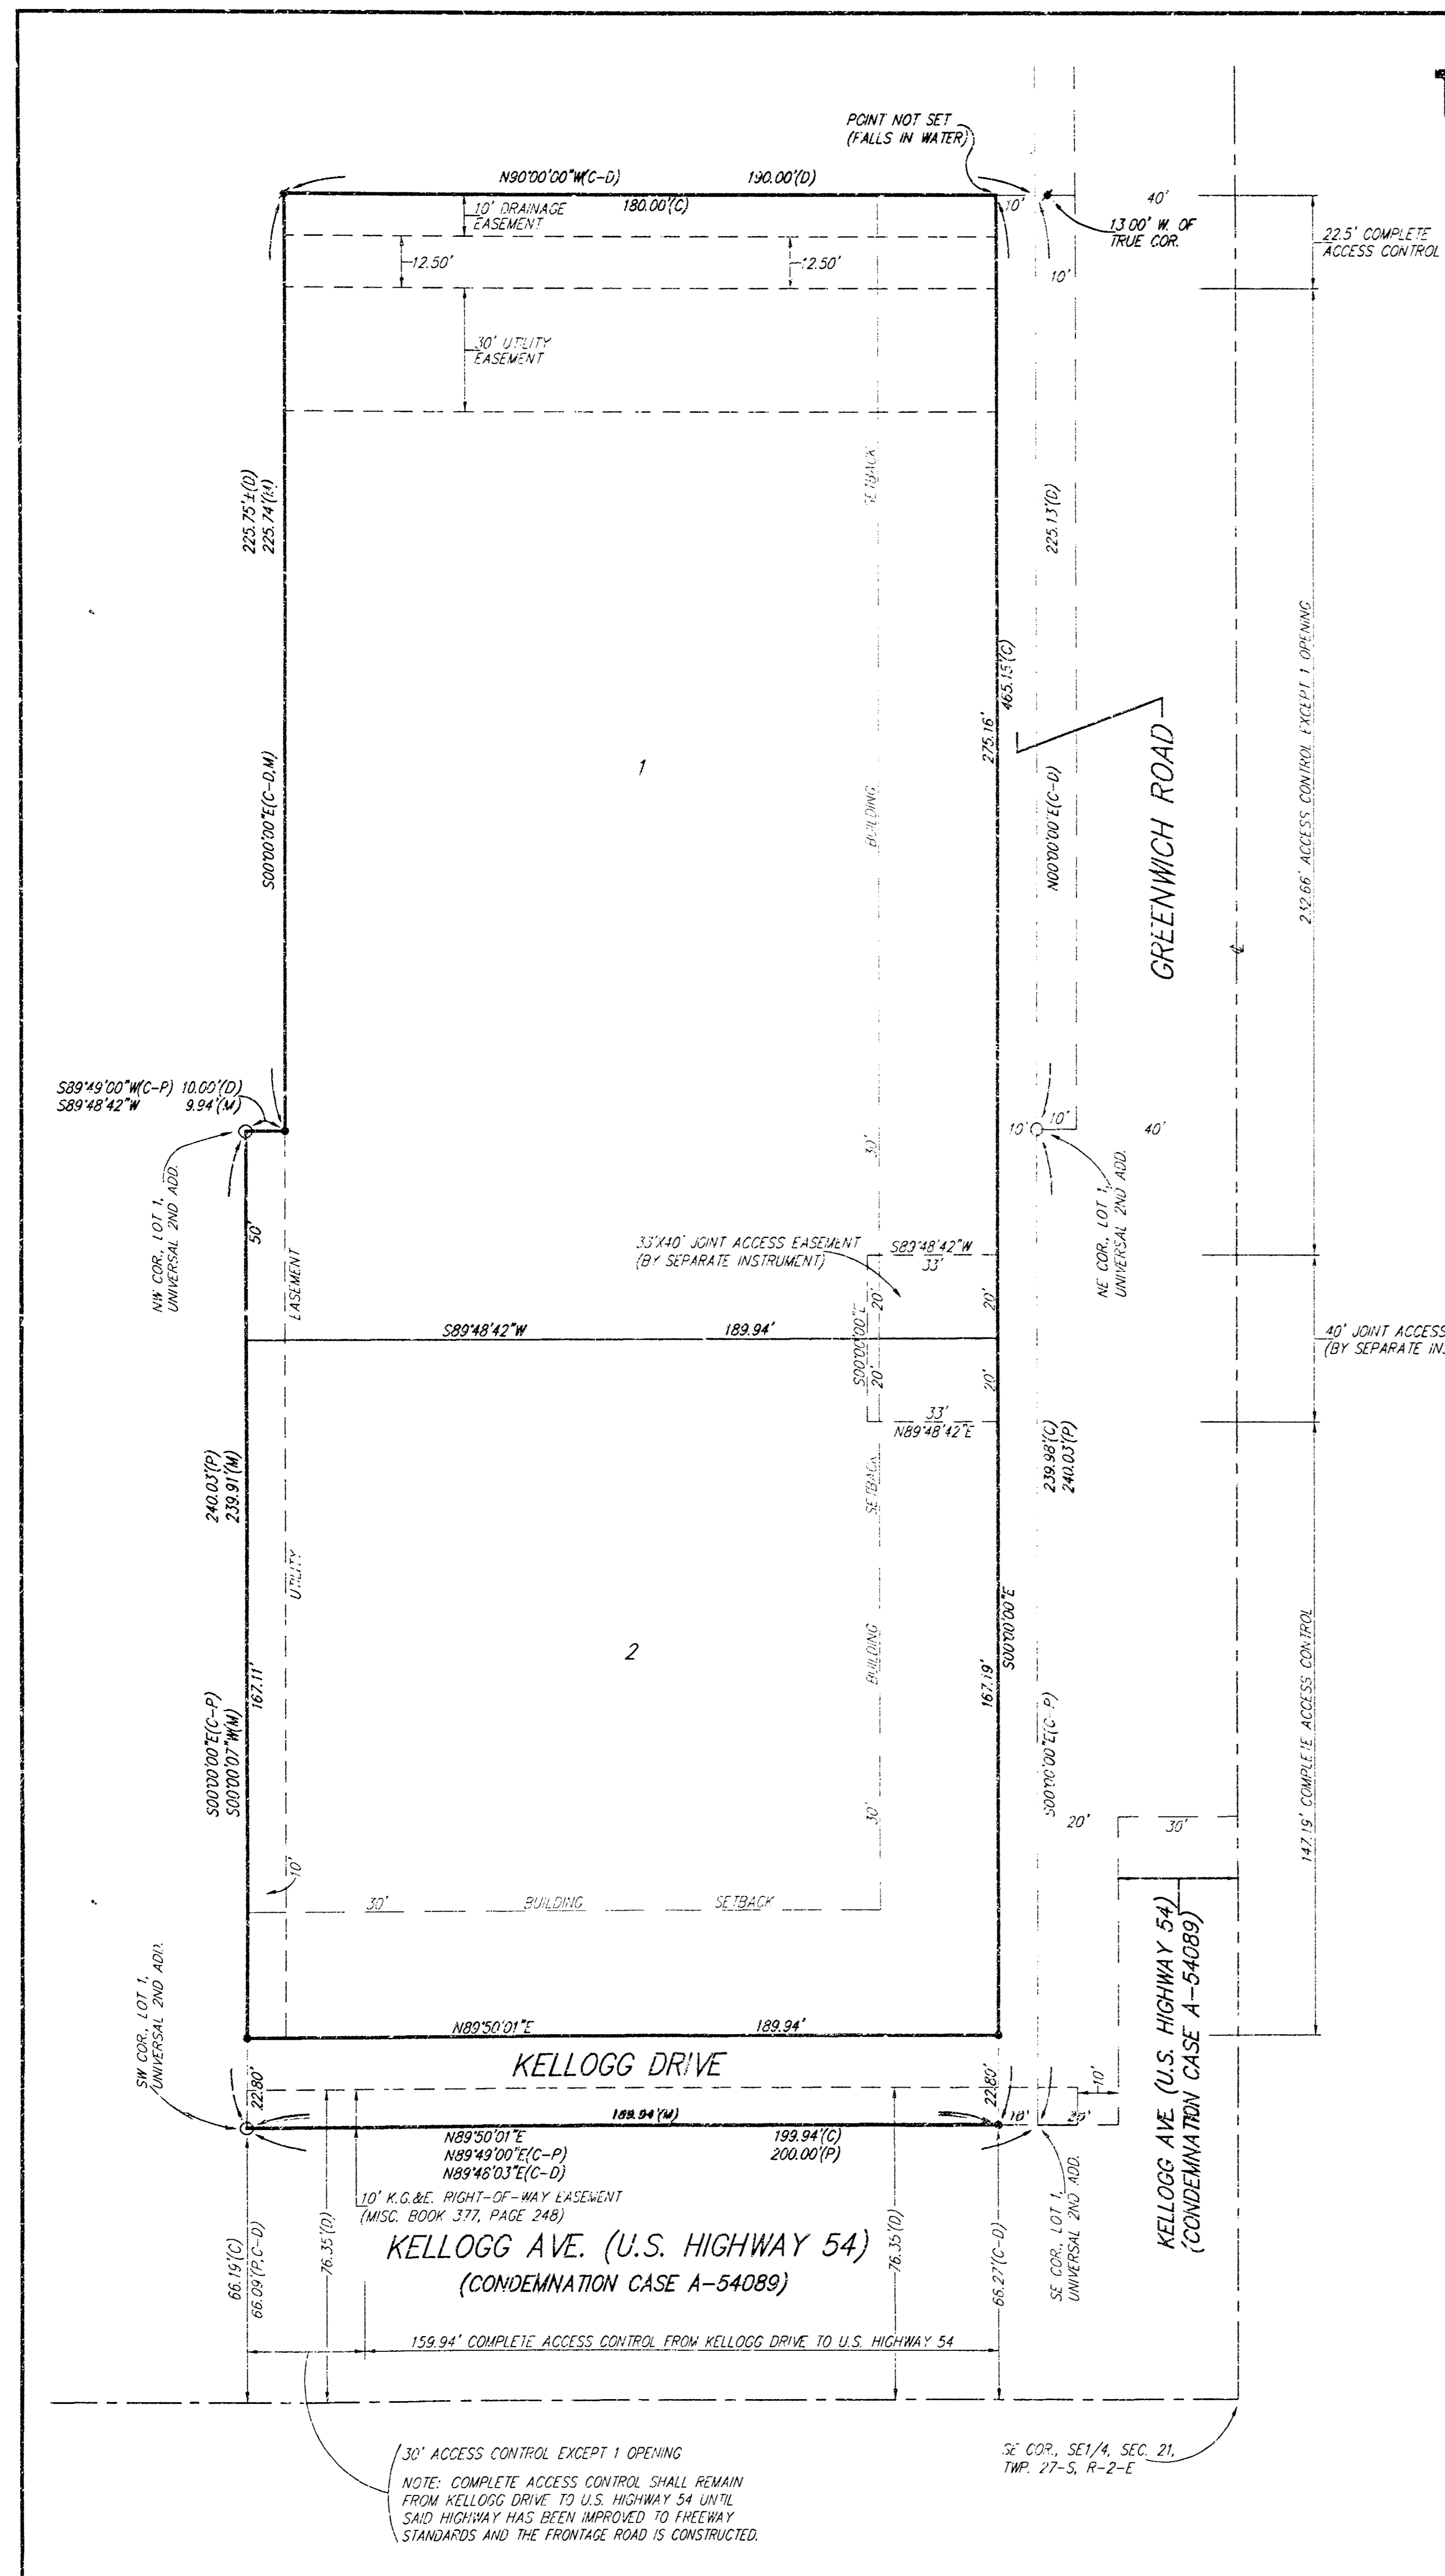 POINT NOT SET
(FALLS IN WATER)
N90°00'00"W(C-D)
190.00'(D)
180.00'(C)
10'
40'
13.00' W. OF
TRUE COR.
10'
10' DRAINAGE
EASEMENT
22.5' COMPLETE
ACCESS CONTROL
12.50'
12.50'
30' UTILITY
EASEMENT
SETBACK
225.75'±(D)
225.74'(M)
225.13'(D)
465.15'(C)
275.16'
232.66' ACCESS CONTROL EXCEPT 1 OPENING
1
BUILDING
S00°00'00"E(C-D,M)
N00°00'00"E(C-D)
GREENWICH ROAD
S89°49'00"W(C-P) 10.00'(D)
S89°48'42"W 9.94'(M)
10'
10'
40'
30'
NW COR., LOT 1,
UNIVERSAL 2ND ADD.
NE COR., LOT 1,
UNIVERSAL 2ND ADD.
50'
EASEMENT
33'X40' JOINT ACCESS EASEMENT
(BY SEPARATE INSTRUMENT)
S89°48'42"W
33'
20'
20'
S00°00'00"E
S89°48'42"W
189.94'
40' JOINT ACCESS
(BY SEPARATE INS
20'
20'
33'
N89°48'42"E
240.03'(P)
239.91'(M)
239.98'(C)
240.03'(P)
SETBACK
UTILITY
S00°00'00"E
2
BUILDING
167.11'
167.19'
147.19' COMPLETE ACCESS CONTROL
S00°00'00"E(C-P)
S00°00'07"W(M)
S00°00'00"E(C-P)
30'
20'
30'
10'
30'
BUILDING
SETBACK
KELLOGG AVE. (U.S. HIGHWAY 54)
(CONDEMNATION CASE A-54089)
SW COR., LOT 1,
UNIVERSAL 2ND ADD.
N89°50'01"E
189.94'
KELLOGG DRIVE
22.80'
22.80'
10'
189.94'(M)
10'
20'
N89°50'01"E
199.94'(C)
N89°49'00"E(C-P)
200.00'(P)
N89°46'03"E(C-D)
10' K.G.&E. RIGHT-OF-WAY EASEMENT
(MISC. BOOK 377, PAGE 248)
SE COR., LOT 1,
UNIVERSAL 2ND ADD.
KELLOGG AVE. (U.S. HIGHWAY 54)
(CONDEMNATION CASE A-54089)
66.19'(C)
66.09'(P,C-D)
76.35'(D)
76.35'(D)
66.27'(C-D)
159.94' COMPLETE ACCESS CONTROL FROM KELLOGG DRIVE TO U.S. HIGHWAY 54
30' ACCESS CONTROL EXCEPT 1 OPENING
NOTE: COMPLETE ACCESS CONTROL SHALL REMAIN
FROM KELLOGG DRIVE TO U.S. HIGHWAY 54 UNTIL
SAID HIGHWAY HAS BEEN IMPROVED TO FREEWAY
STANDARDS AND THE FRONTAGE ROAD IS CONSTRUCTED.
SE COR., SE1/4, SEC. 21,
TWP. 27-S, R-2-E